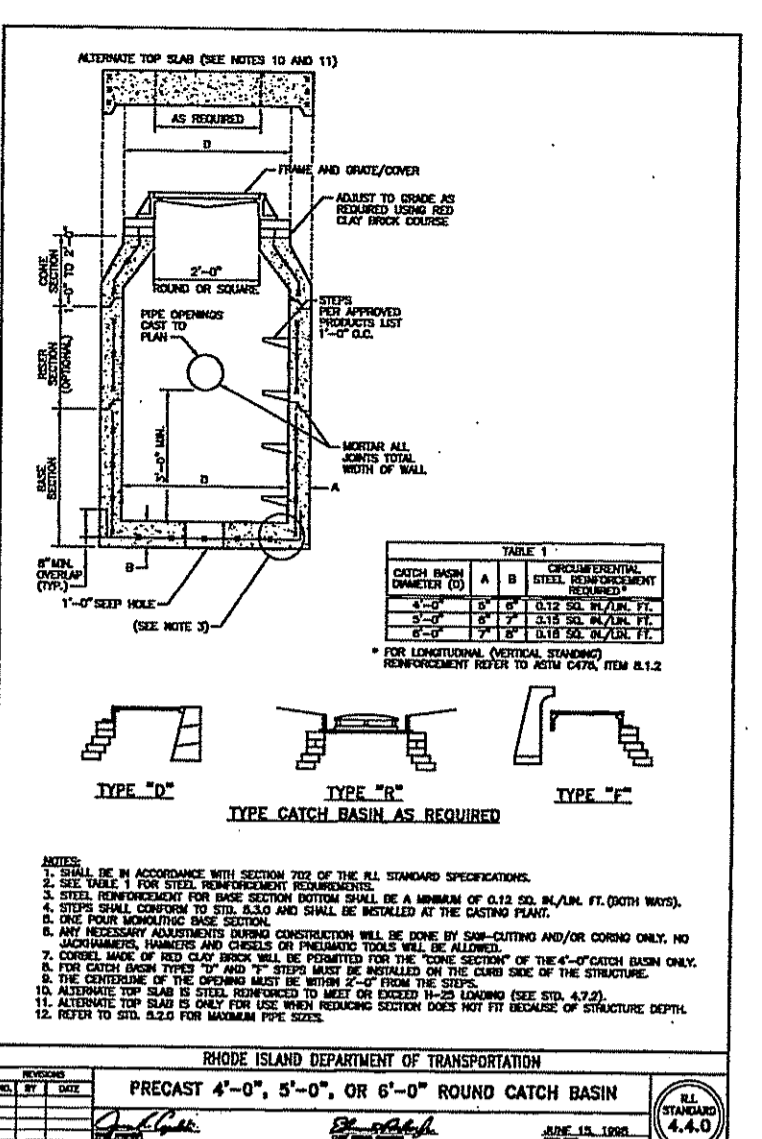 ALTERNATE TOP SLAB (SEE NOTES 10 AND 11)
AS REQUIRED
D
FRAME AND GRATE/COVER
ADJUST TO GRADE AS
REQUIRED USING RED
CLAY BRICK COURSE
CONE
SECTION
1'-0" TO 2'-0"
2'-0"
ROUND OR SQUARE
PIPE OPENINGS
CAST TO
PLAN
STEPS
PER APPROVED
PRODUCTS LIST
1'-0" O.C.
RISER
SECTION
(OPTIONAL)
MORTAR ALL
JOINTS TOTAL
WIDTH OF WALL
BASE
SECTION
3'-0" MIN.
D
A
8" MIN.
OVERLAP
(TYP.)
B
1'-0" SEEP HOLE
(SEE NOTE 3)
TABLE 1
CATCH BASIN DIAMETER (D) A B CIRCUMFERENTIAL STEEL REINFORCEMENT REQUIRED*
4'-0" 5" 6" 0.12 SQ. IN./LIN. FT.
5'-0" 6" 7" 0.15 SQ. IN./LIN. FT.
6'-0" 7" 8" 0.18 SQ. IN./LIN. FT.
* FOR LONGITUDINAL (VERTICAL STANDING)
REINFORCEMENT REFER TO ASTM C478, ITEM 8.1.2
TYPE "D"
TYPE "R"
TYPE "F"
TYPE CATCH BASIN AS REQUIRED
NOTES:
1. SHALL BE IN ACCORDANCE WITH SECTION 702 OF THE R.I. STANDARD SPECIFICATIONS.
2. SEE TABLE 1 FOR STEEL REINFORCEMENT REQUIREMENTS.
3. STEEL REINFORCEMENT FOR BASE SECTION BOTTOM SHALL BE A MINIMUM OF 0.12 SQ. IN./LIN. FT. (BOTH WAYS).
4. STEPS SHALL CONFORM TO STD. 5.3.0 AND SHALL BE INSTALLED AT THE CASTING PLANT.
5. ONE POUR MONOLITHIC BASE SECTION.
6. ANY NECESSARY ADJUSTMENTS DURING CONSTRUCTION WILL BE DONE BY SAW-CUTTING AND/OR CORING ONLY. NO
JACKHAMMERS, HAMMERS AND CHISELS OR PNEUMATIC TOOLS WILL BE ALLOWED.
7. CORBEL MADE OF RED CLAY BRICK WILL BE PERMITTED FOR THE "CONE SECTION" OF THE 4'-0" CATCH BASIN ONLY.
8. FOR CATCH BASIN TYPES "D" AND "F" STEPS MUST BE INSTALLED ON THE CURB SIDE OF THE STRUCTURE.
9. THE CENTERLINE OF THE OPENING MUST BE WITHIN 2'-0" FROM THE STEPS.
10. ALTERNATE TOP SLAB IS STEEL REINFORCED TO MEET OR EXCEED H-25 LOADING (SEE STD. 4.7.2).
11. ALTERNATE TOP SLAB IS ONLY FOR USE WHEN REDUCING SECTION DOES NOT FIT BECAUSE OF STRUCTURE DEPTH.
12. REFER TO STD. 5.2.0 FOR MAXIMUM PIPE SIZES.
RHODE ISLAND DEPARTMENT OF TRANSPORTATION
REVISIONS
NO. BY DATE
PRECAST 4'-0", 5'-0", OR 6'-0" ROUND CATCH BASIN
JUNE 15, 1998
R.I.
STANDARD
4.4.0